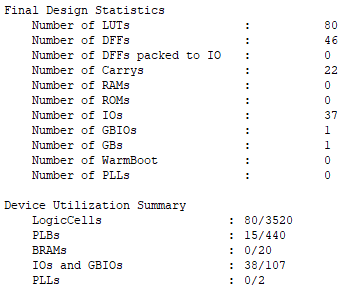 Final Design Statistics
    Number of LUTs                :    80
    Number of DFFs                :    46
    Number of DFFs packed to IO   :    0
    Number of Carrys              :    22
    Number of RAMs                :    0
    Number of ROMs                :    0
    Number of IOs                 :    37
    Number of GBIOs               :    1
    Number of GBs                 :    1
    Number of WarmBoot            :    0
    Number of PLLs                :    0
Device Utilization Summary
    LogicCells                  : 80/3520
    PLBs                        : 15/440
    BRAMs                       : 0/20
    IOs and GBIOs               : 38/107
    PLLs                        : 0/2